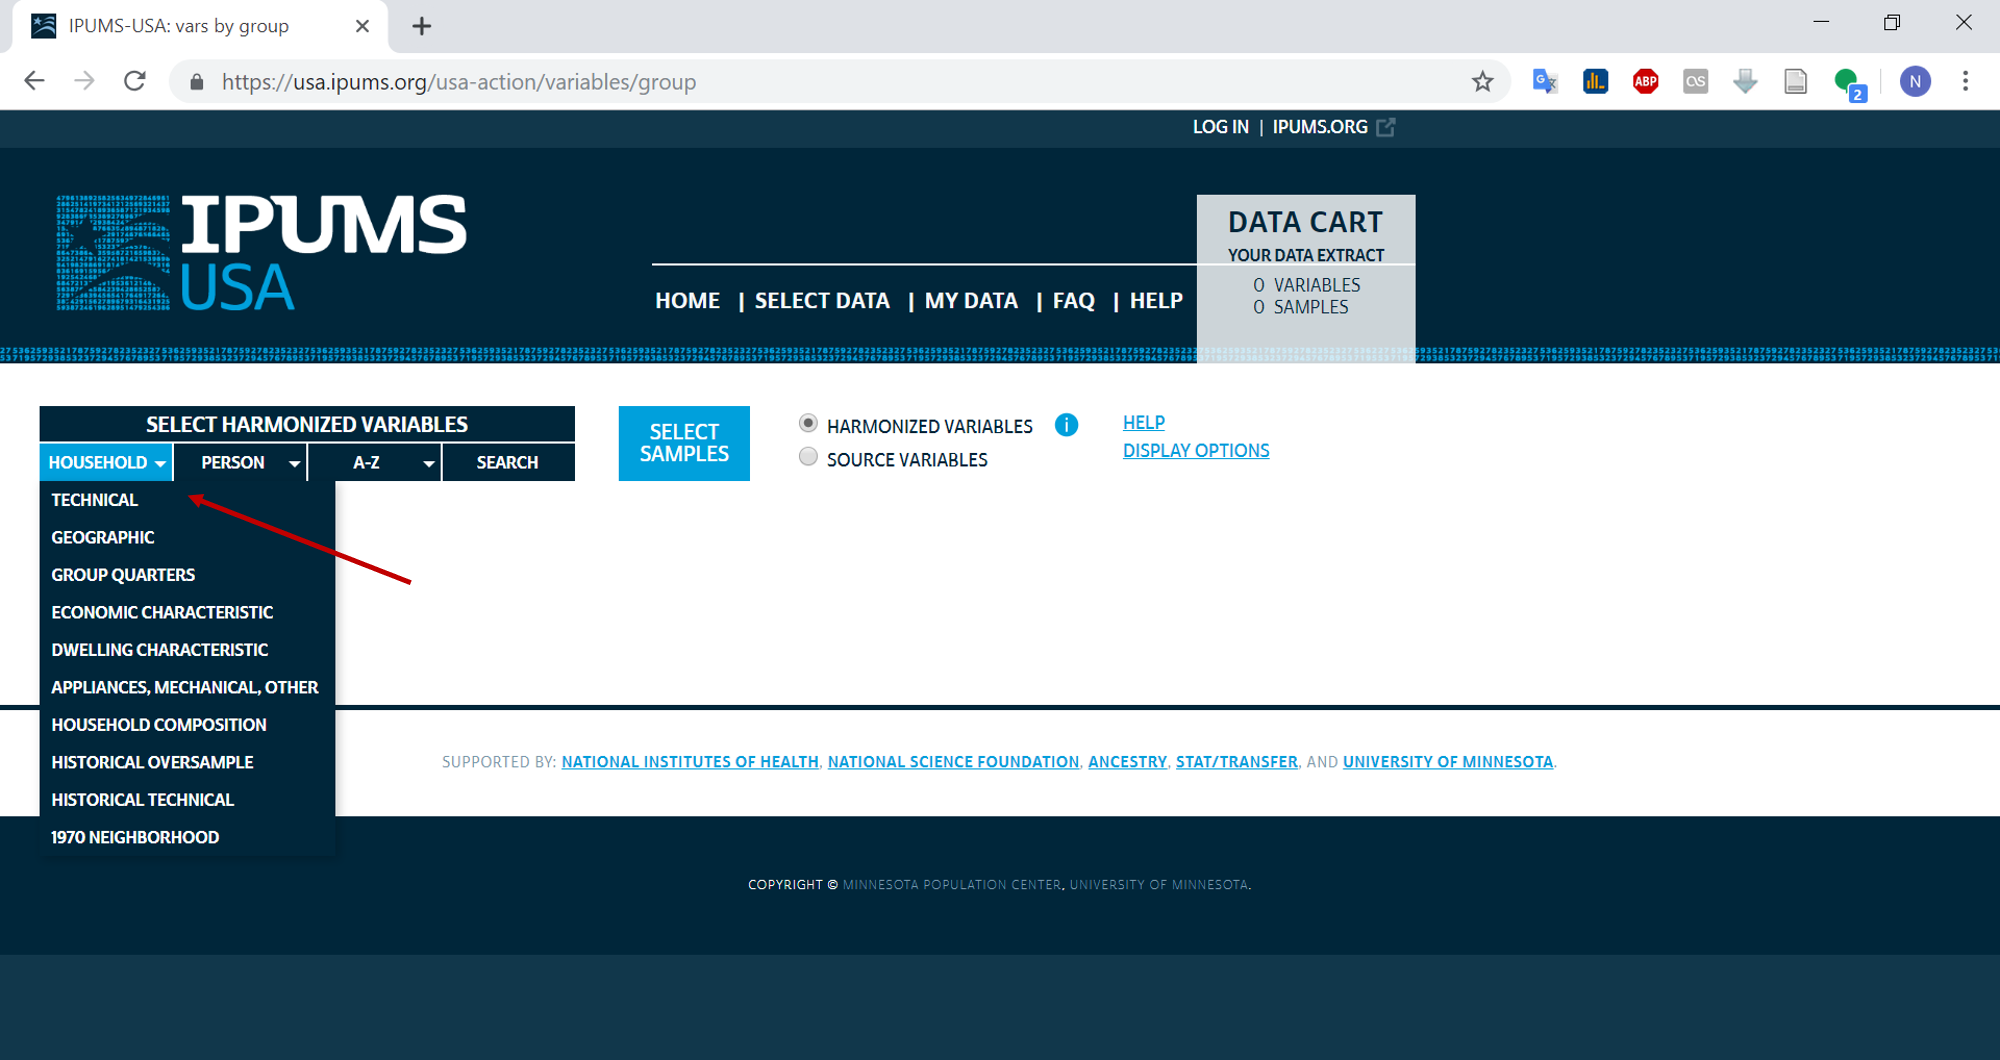 IPUMS-USA: vars by group
https://usa.ipums.org/usa-action/variables/group
G
ABP
OS
2
N
LOG IN | IPUMS.ORG
IPUMS
USA
DATA CART
YOUR DATA EXTRACT
0 VARIABLES
0 SAMPLES
HOME | SELECT DATA | MY DATA | FAQ | HELP
SELECT HARMONIZED VARIABLES
HOUSEHOLD PERSON A-Z SEARCH
SELECT
SAMPLES
HARMONIZED VARIABLES i
SOURCE VARIABLES
HELP
DISPLAY OPTIONS
TECHNICAL
GEOGRAPHIC
GROUP QUARTERS
ECONOMIC CHARACTERISTIC
DWELLING CHARACTERISTIC
APPLIANCES, MECHANICAL, OTHER
HOUSEHOLD COMPOSITION
HISTORICAL OVERSAMPLE
HISTORICAL TECHNICAL
1970 NEIGHBORHOOD
SUPPORTED BY: NATIONAL INSTITUTES OF HEALTH, NATIONAL SCIENCE FOUNDATION, ANCESTRY, STAT/TRANSFER, AND UNIVERSITY OF MINNESOTA.
COPYRIGHT © MINNESOTA POPULATION CENTER, UNIVERSITY OF MINNESOTA.